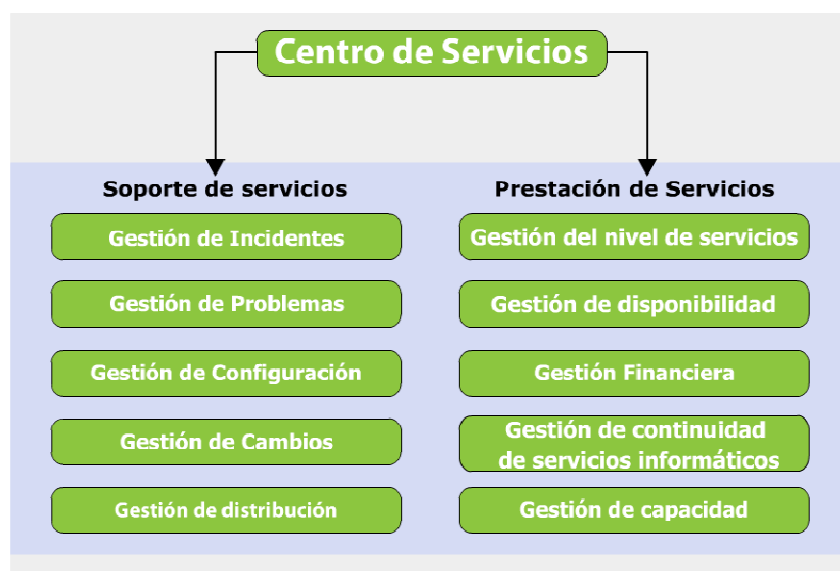 Centro de Servicios
Soporte de servicios
Gestión de Incidentes
Gestión de Problemas
Gestión de Configuración
Gestión de Cambios
Gestión de distribución
Prestación de Servicios
Gestión del nivel de servicios
Gestión de disponibilidad
Gestión Financiera
Gestión de continuidad
de servicios informáticos
Gestión de capacidad